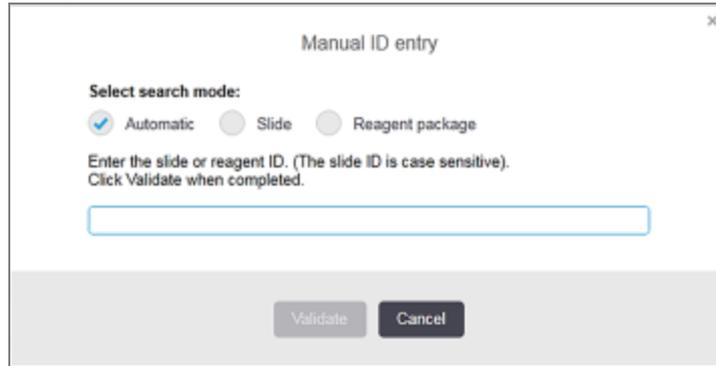 Manual ID entry
Select search mode:
Automatic Slide Reagent package
Enter the slide or reagent ID. (The slide ID is case sensitive).
Click Validate when completed.
Validate Cancel